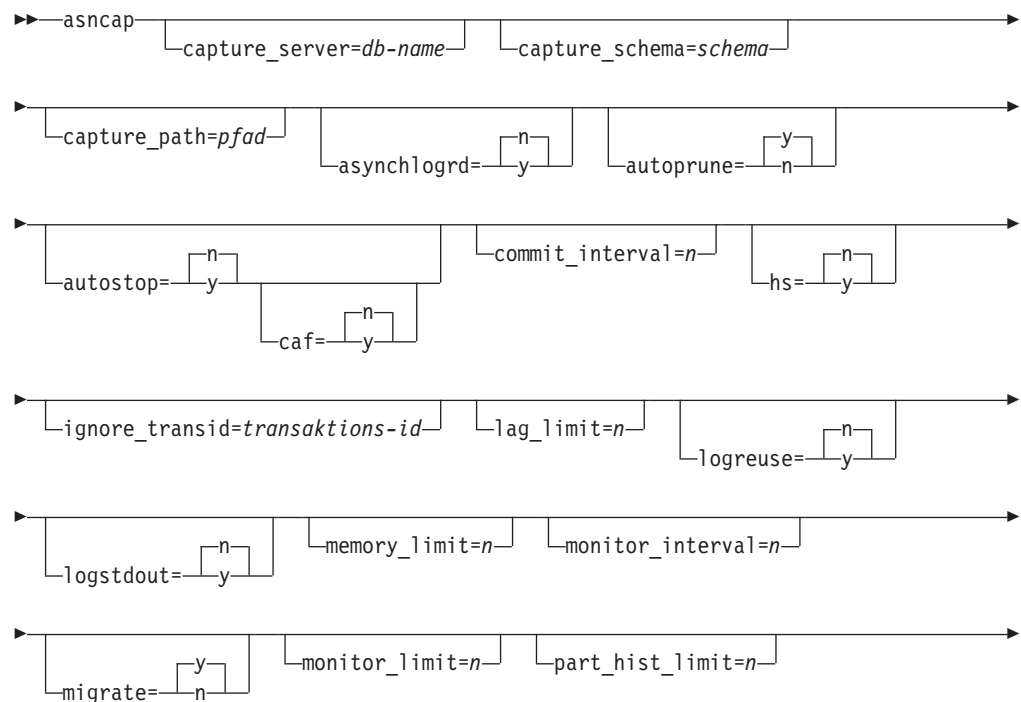 asncap
capture_server=db-name capture_schema=schema
capture_path=pfad
n y
asynchlogrd= y autoprune= n
n commit_interval=n n
autostop= y hs= y
n
caf= y
ignore_transid=transaktions-id lag_limit=n n
logreuse= y
n memory_limit=n monitor_interval=n
logstdout= y
y monitor_limit=n part_hist_limit=n
migrate= n